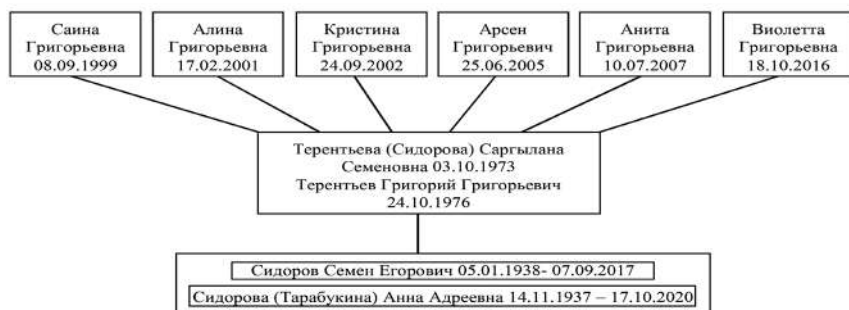 Саина
Григорьевна
08.09.1999
Алина
Григорьевна
17.02.2001
Кристина
Григорьевна
24.09.2002
Арсен
Григорьевич
25.06.2005
Анита
Григорьевна
10.07.2007
Виолетта
Григорьевна
18.10.2016
Терентьева (Сидорова) Саргылана
Семеновна 03.10.1973
Терентьев Григорий Григорьевич
24.10.1976
Сидоров Семен Егорович 05.01.1938- 07.09.2017
Сидорова (Тарабукина) Анна Адреевна 14.11.1937 – 17.10.2020